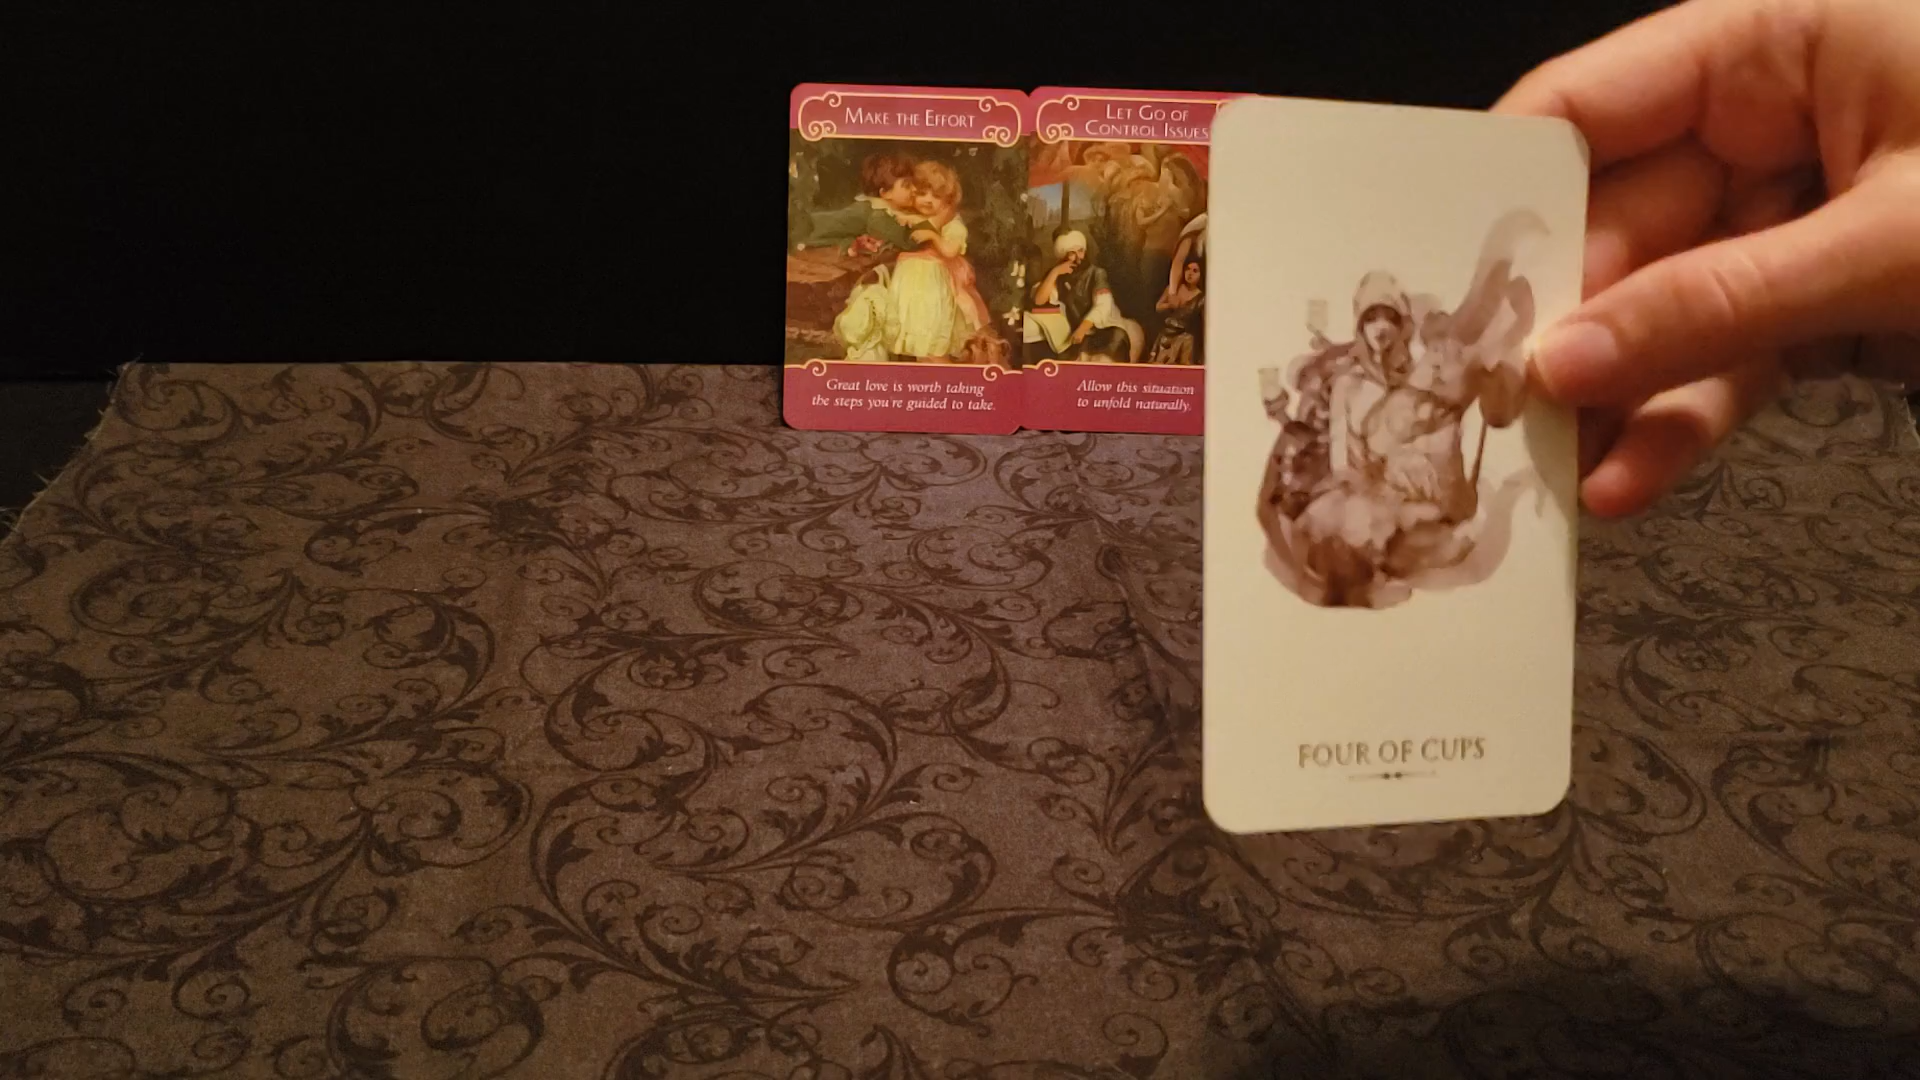 MAKE THE EFFORT
Great love is worth taking
the steps you're guided to take.
LET GO OF
CONTROL ISSUES
Allow this situation
to unfold naturally.
FOUR OF CUPS